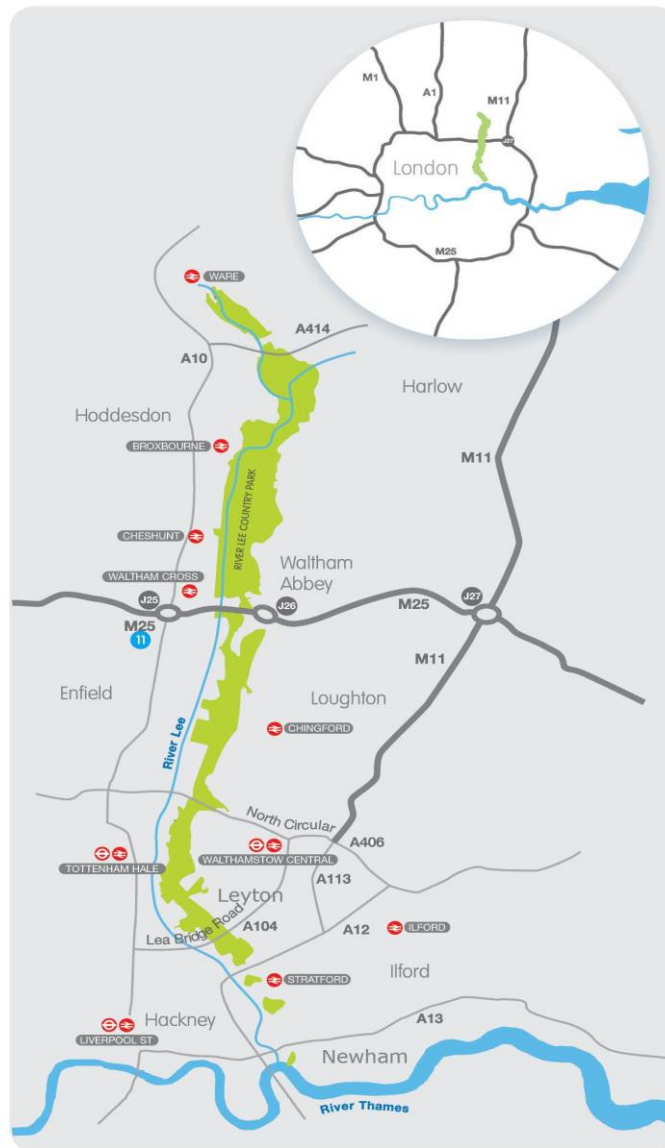 M1
A1
M11
J27
London
M25
WARE
A414
A10
Harlow
Hoddesdon
BROXBOURNE
M11
RIVER LEE COUNTRY PARK
CHESHUNT
Waltham
Abbey
WALTHAM CROSS
J25
J26
M25
J27
M25
11
M11
Enfield
Loughton
CHINGFORD
River Lee
North Circular
A406
WALTHAMSTOW CENTRAL
TOTTENHAM HALE
A113
Leyton
Lea Bridge Road
A104
A12
ILFORD
Ilford
STRATFORD
Hackney
A13
LIVERPOOL ST
Newham
River Thames